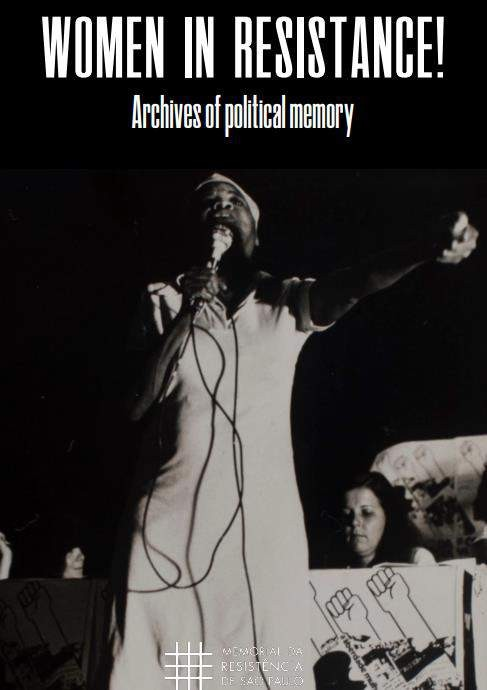 WOMEN IN RESISTANCE!
Archives of political memory
MEMORIAL DA
RESISTÊNCIA
DE SÃO PAULO